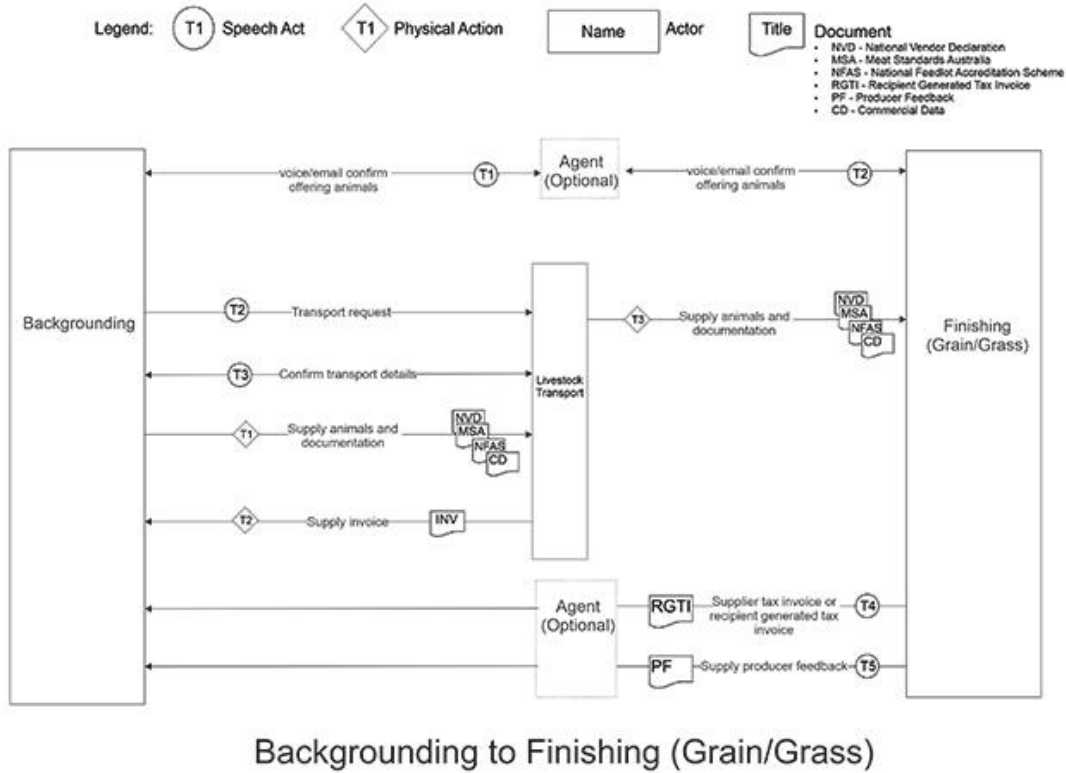 Legend: T1 Speech Act T1 Physical Action Name Actor Title Document
• NVD - National Vendor Declaration
• MSA - Meat Standards Australia
• NFAS - National Feedlot Accreditation Scheme
• RGTI - Recipient Generated Tax Invoice
• PF - Producer Feedback
• CD - Commercial Data
voice/email confirm
offering animals
T1
Agent
(Optional)
voice/email confirm
offering animals
T2
Backgrounding
T2 Transport request
T3 Confirm transport details
T1 Supply animals and
documentation
NVD
MSA
NFAS
CD
T2 Supply invoice INV
Livestock
Transport
T3 Supply animals and
documentation
NVD
MSA
NFAS
CD
Finishing
(Grain/Grass)
Agent
(Optional)
RGTI
Supplier tax invoice or
recipient generated tax
invoice
T4
PF Supply producer feedback T5
Backgrounding to Finishing (Grain/Grass)